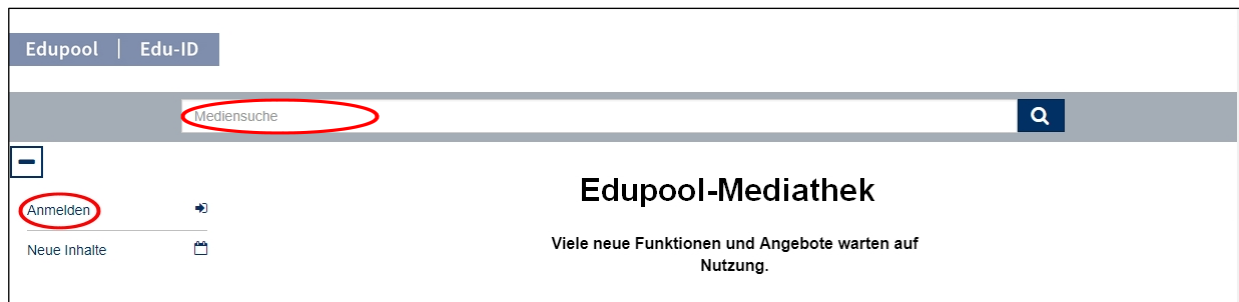 Edupool | Edu-ID
Mediensuche
Edupool-Mediathek
Anmelden
Neue Inhalte
Viele neue Funktionen und Angebote warten auf
Nutzung.